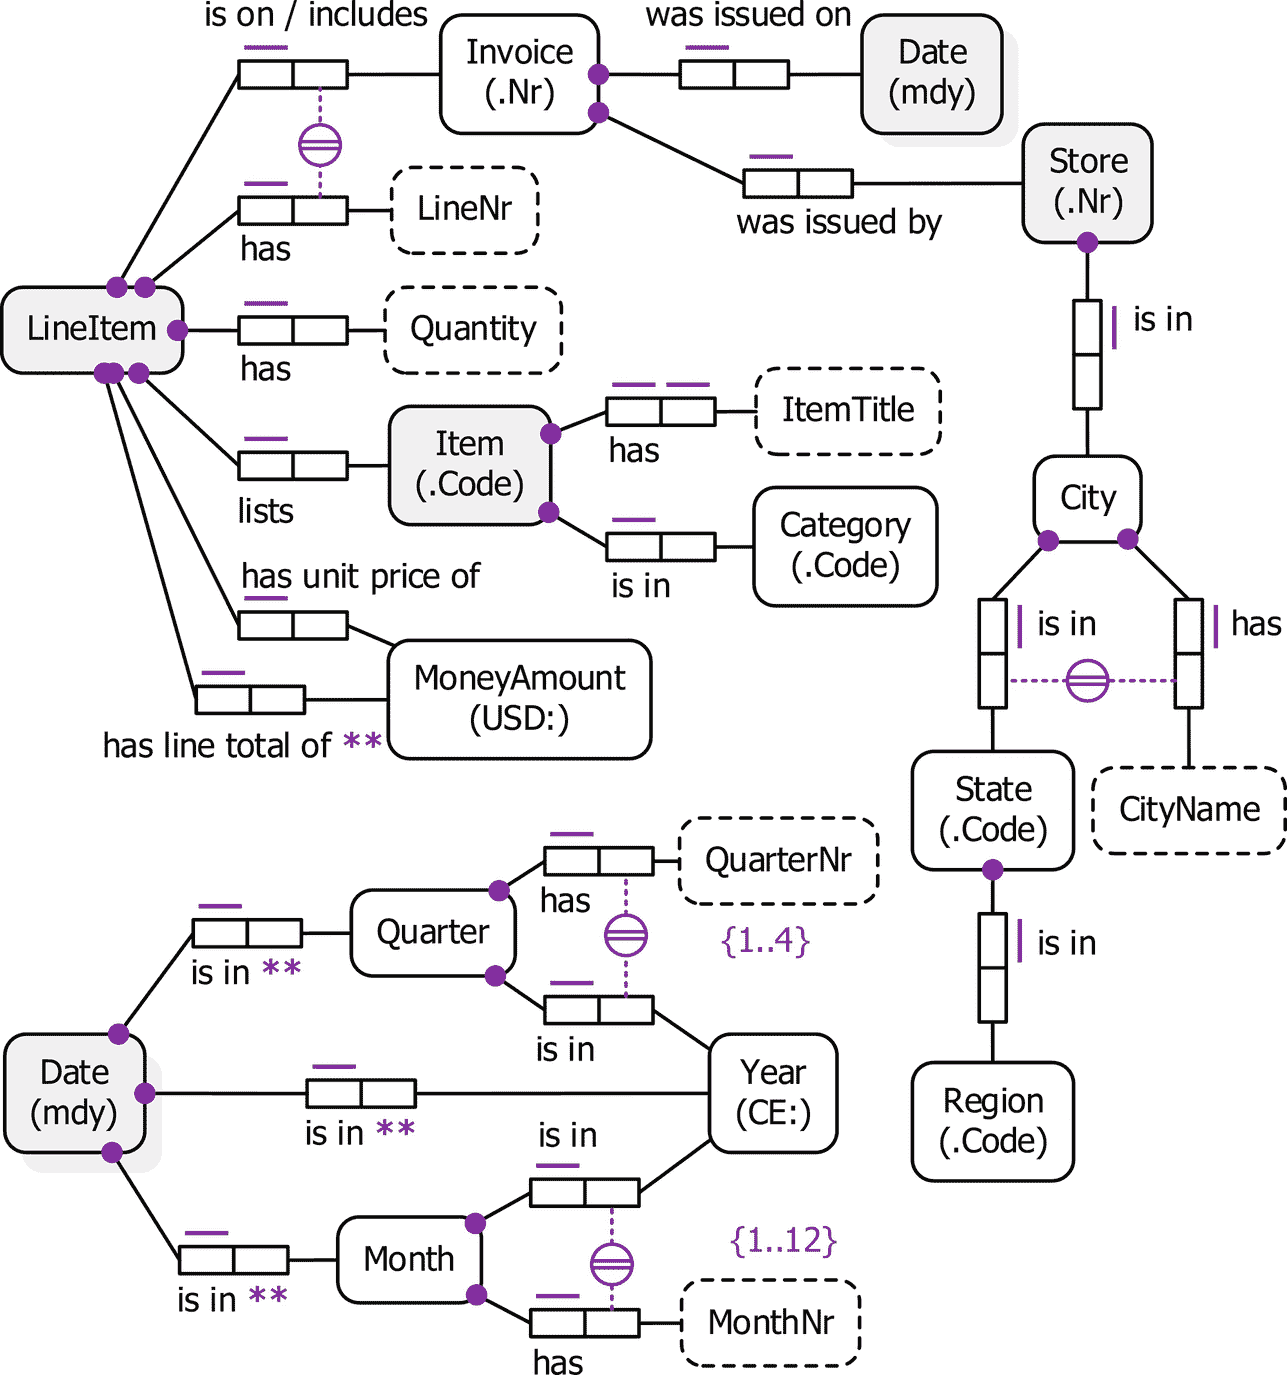 is on / includes
was issued on
Invoice
(.Nr)
Date
(mdy)
Store
(.Nr)
LineNr
has
was issued by
LineItem
Quantity
has
is in
ItemTitle
Item
(.Code)
has
City
lists
Category
(.Code)
has unit price of
is in
is in
has
MoneyAmount
(USD:)
has line total of **
State
(.Code)
CityName
QuarterNr
has
Quarter
{1..4}
is in **
is in
is in
Date
(mdy)
Year
(CE:)
Region
(.Code)
is in **
is in
{1..12}
Month
is in **
MonthNr
has